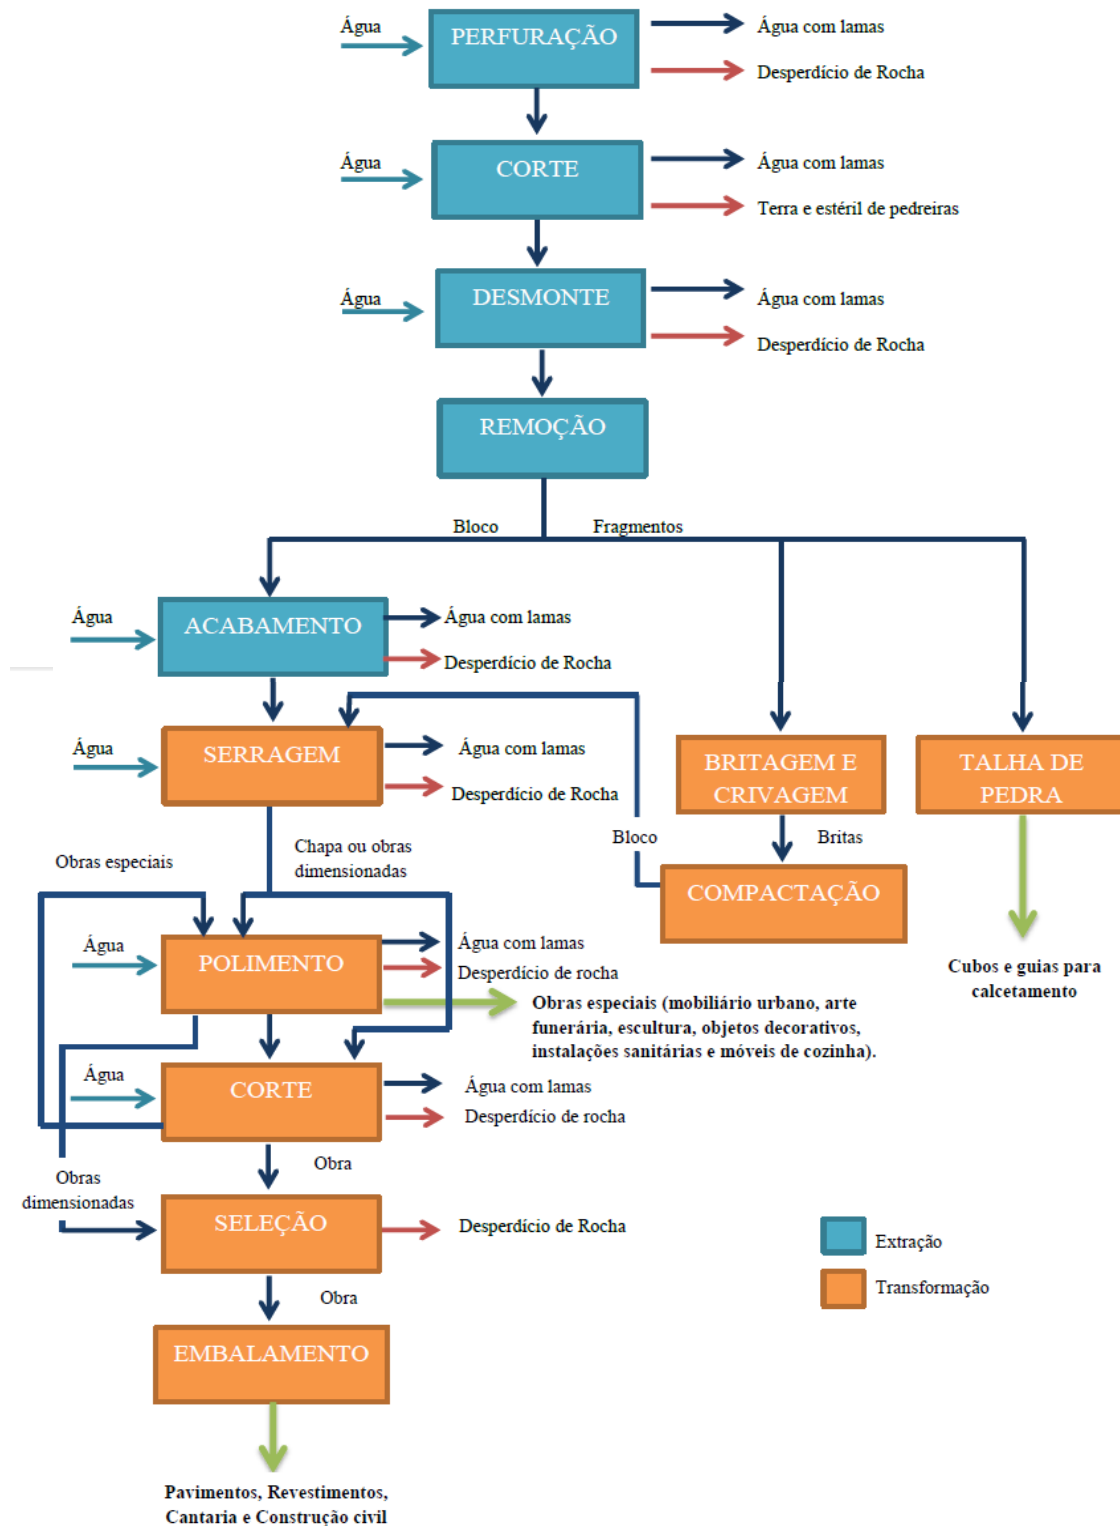 Água
PERFURAÇÃO
Água com lamas
Desperdício de Rocha
Água
CORTE
Água com lamas
Terra e estéril de pedreiras
Água
DESMONTE
Água com lamas
Desperdício de Rocha
REMOÇÃO
Bloco
Fragmentos
Água
ACABAMENTO
Água com lamas
Desperdício de Rocha
Água
SERRAGEM
Água com lamas
Desperdício de Rocha
BRITAGEM E
CRIVAGEM
TALHA DE
PEDRA
Bloco
Britas
Obras especiais
Chapa ou obras
dimensionadas
COMPACTAÇÃO
Água
POLIMENTO
Água com lamas
Desperdício de rocha
Obras especiais (mobiliário urbano, arte
funerária, escultura, objetos decorativos,
instalações sanitárias e móveis de cozinha).
Cubos e guias para
calcetamento
Água
CORTE
Água com lamas
Desperdício de rocha
Obra
Obras
dimensionadas
SELEÇÃO
Desperdício de Rocha
Extração
Transformação
Obra
EMBALAMENTO
Pavimentos, Revestimentos,
Cantaria e Construção civil